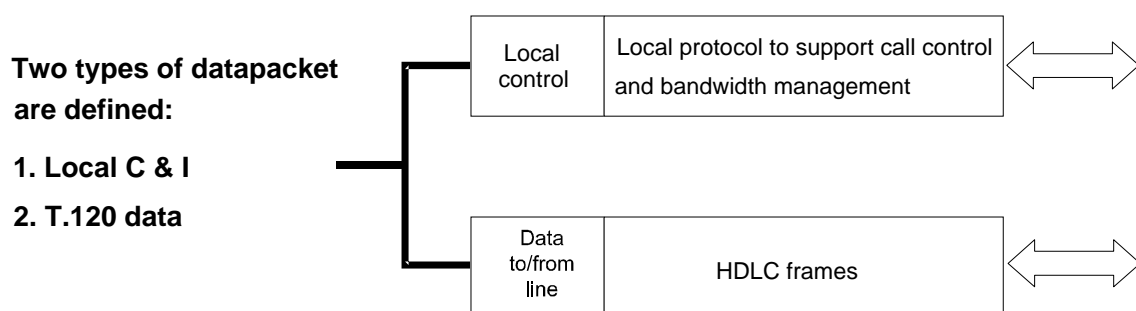 Two types of datapacket
are defined:
1. Local C & I
2. T.120 data
Local
control
Local protocol to support call control
and bandwidth management
Data
to/from
line
HDLC frames